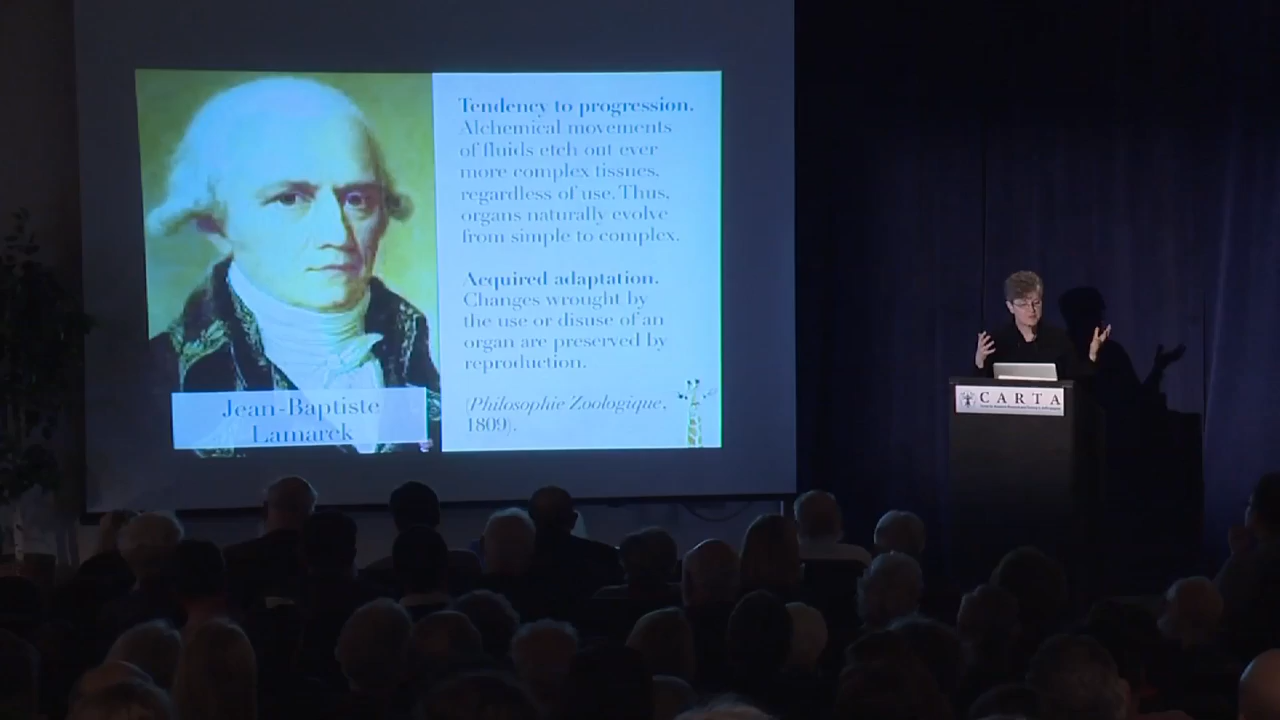 Tendency to progression.
Alchemical movements
of fluids etch out ever
more complex tissues,
regardless of use. Thus,
organs naturally evolve
from simple to complex.
Acquired adaptation.
Changes wrought by
the use or disuse of an
organ are preserved by
reproduction.
(Philosophie Zoologique,
1809).
Jean-Baptiste
Lamarck
CARTA